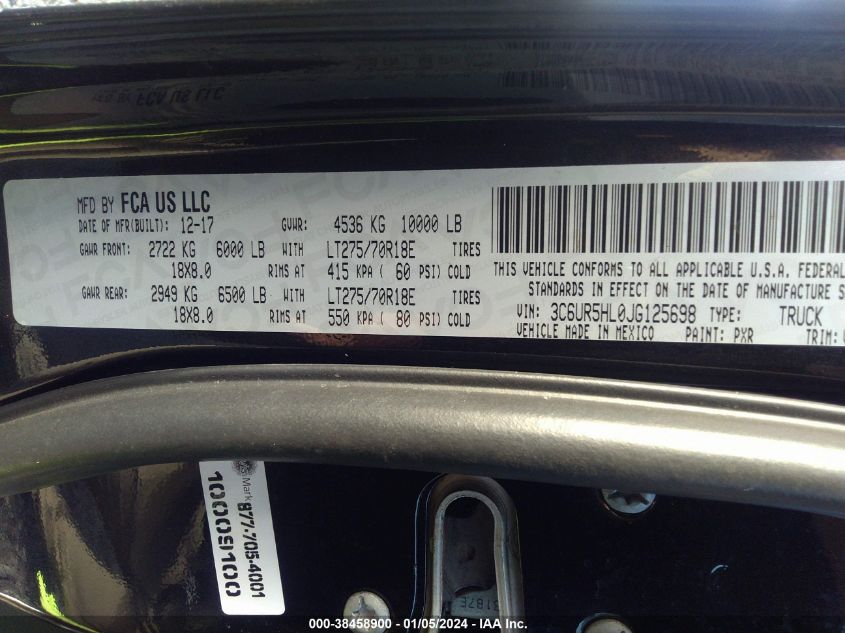 MFD BY FCA US LLC
DATE OF MFR(BUILT): 12-17 GVWR: 4536 KG 10000 LB
GAWR FRONT: 2722 KG 6000 LB WITH LT275/70R18E TIRES
18X8.0 RIMS AT 415 KPA ( 60 PSI) COLD
GAWR REAR: 2949 KG 6500 LB WITH LT275/70R18E TIRES
18X8.0 RIMS AT 550 KPA ( 80 PSI) COLD
THIS VEHICLE CONFORMS TO ALL APPLICABLE U.S.A. FEDERAL
STANDARDS IN EFFECT ON THE DATE OF MANUFACTURE
VIN: 3C6UR5HL0JG125698 TYPE: TRUCK
VEHICLE MADE IN MEXICO PAINT: PXR TRIM:
Mark 877.705.4001
10009100
3187E
000-38458900 - 01/05/2024 - IAA Inc.